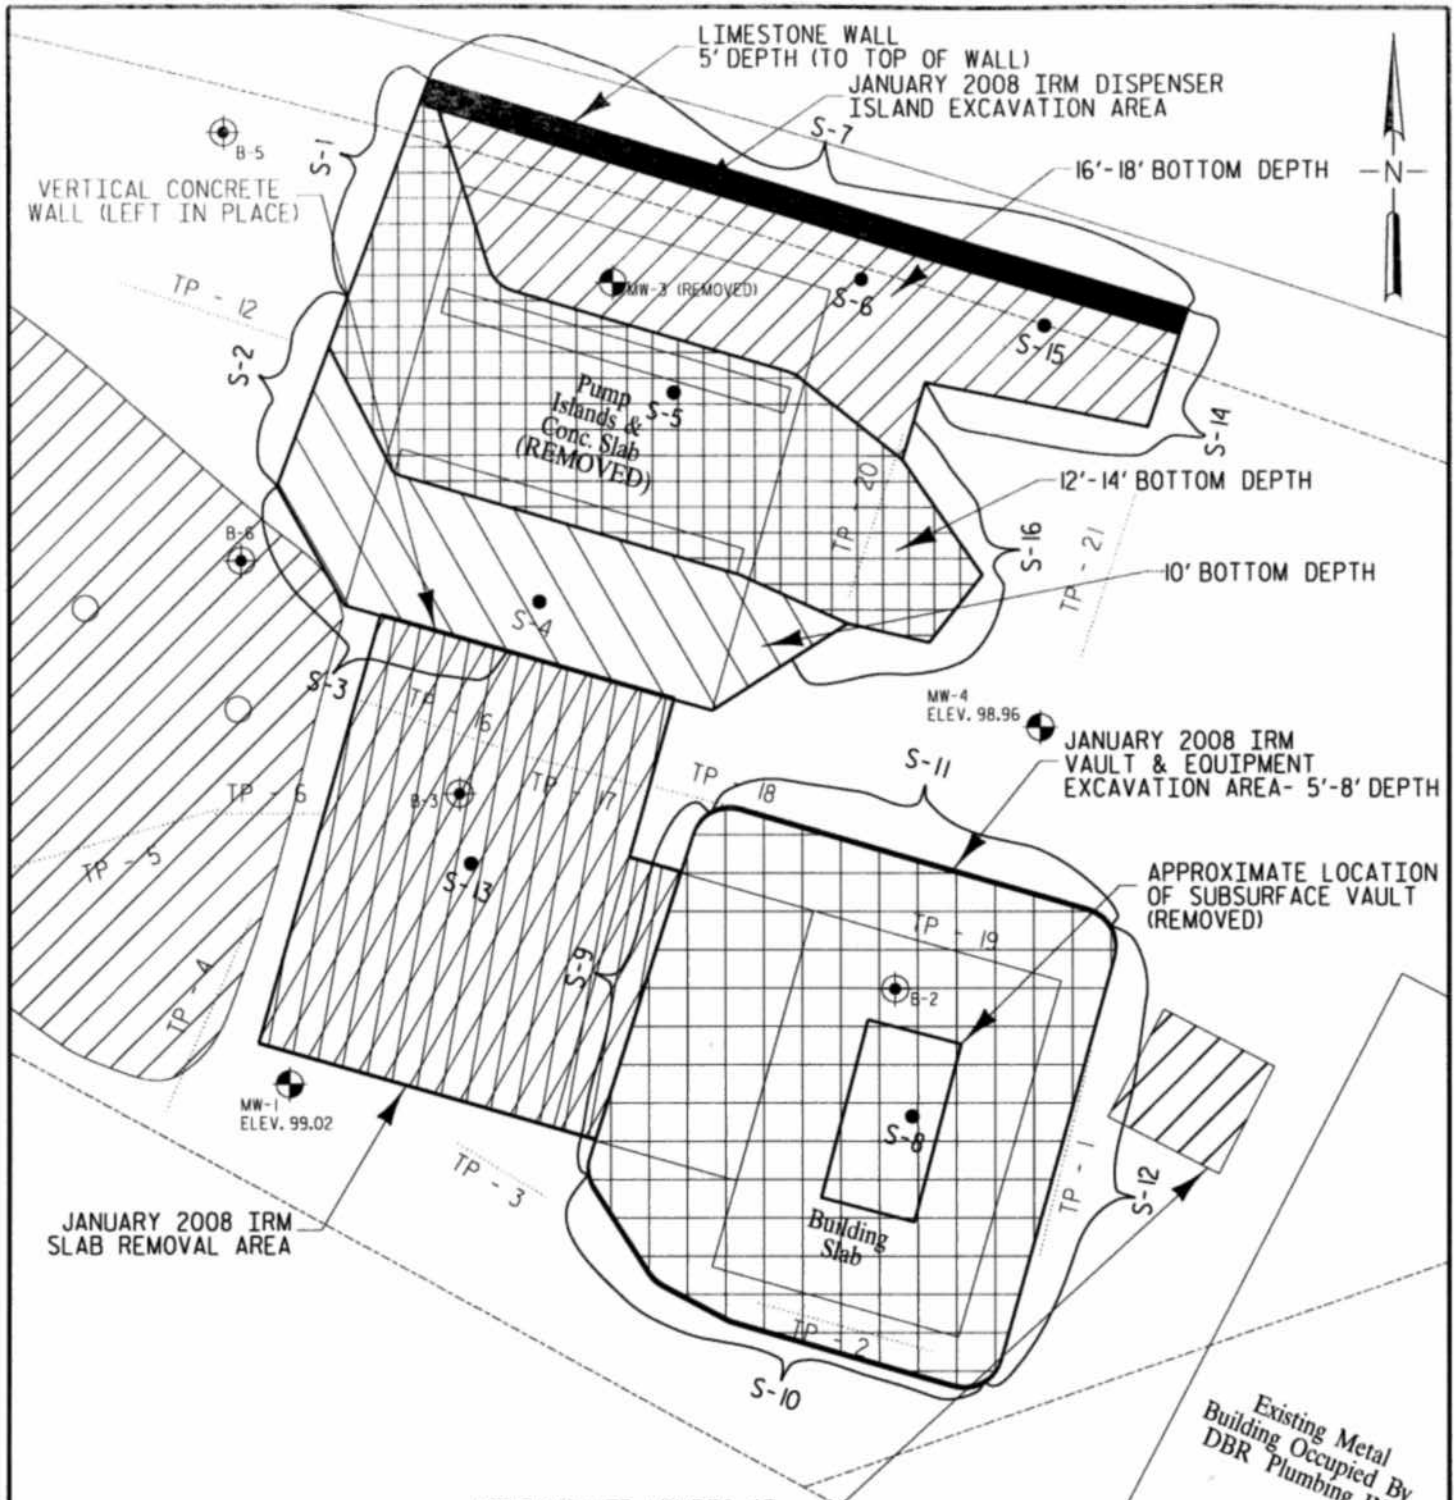 LIMESTONE WALL
5' DEPTH (TO TOP OF WALL)
JANUARY 2008 IRM DISPENSER
ISLAND EXCAVATION AREA
S-7
16'-18' BOTTOM DEPTH
N
B-5
S-1
VERTICAL CONCRETE
WALL (LEFT IN PLACE)
TP - 12
MW-3 (REMOVED)
S-6
S-15
S-2
Pump
Islands &
Conc. Slab
(REMOVED)
S-5
S-14
TP - 20
12'-14' BOTTOM DEPTH
S-16
TP - 21
B-6
10' BOTTOM DEPTH
S-4
S-3
TP - 16
MW-4
ELEV. 98.96
JANUARY 2008 IRM
VAULT & EQUIPMENT
EXCAVATION AREA- 5'-8' DEPTH
S-11
TP - 18
TP - 17
TP - 6
B-3
TP - 5
S-13
APPROXIMATE LOCATION
OF SUBSURFACE VAULT
(REMOVED)
TP - 19
S-9
TP - 4
B-2
MW-1
ELEV. 99.02
S-8
TP - 3
TP - 1
S-12
JANUARY 2008 IRM
SLAB REMOVAL AREA
Building
Slab
TP - 2
S-10
Existing Metal
Building Occupied By
DBR Plumbing